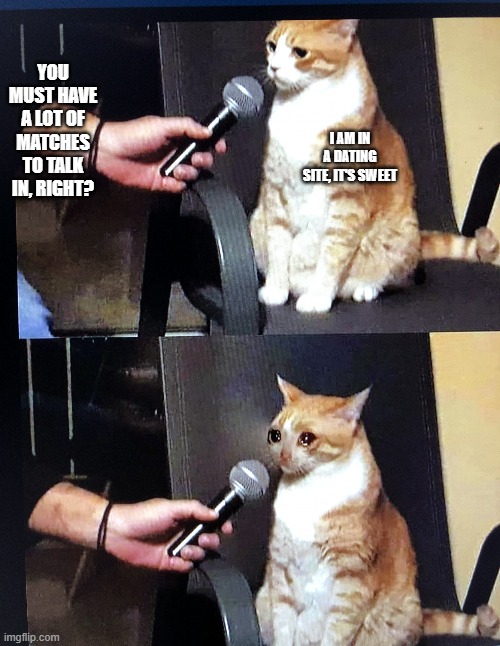 YOU
MUST HAVE
A LOT OF
MATCHES
TO TALK
IN, RIGHT?
I AM IN
A DATING
SITE, IT'S SWEET
imgflip.com